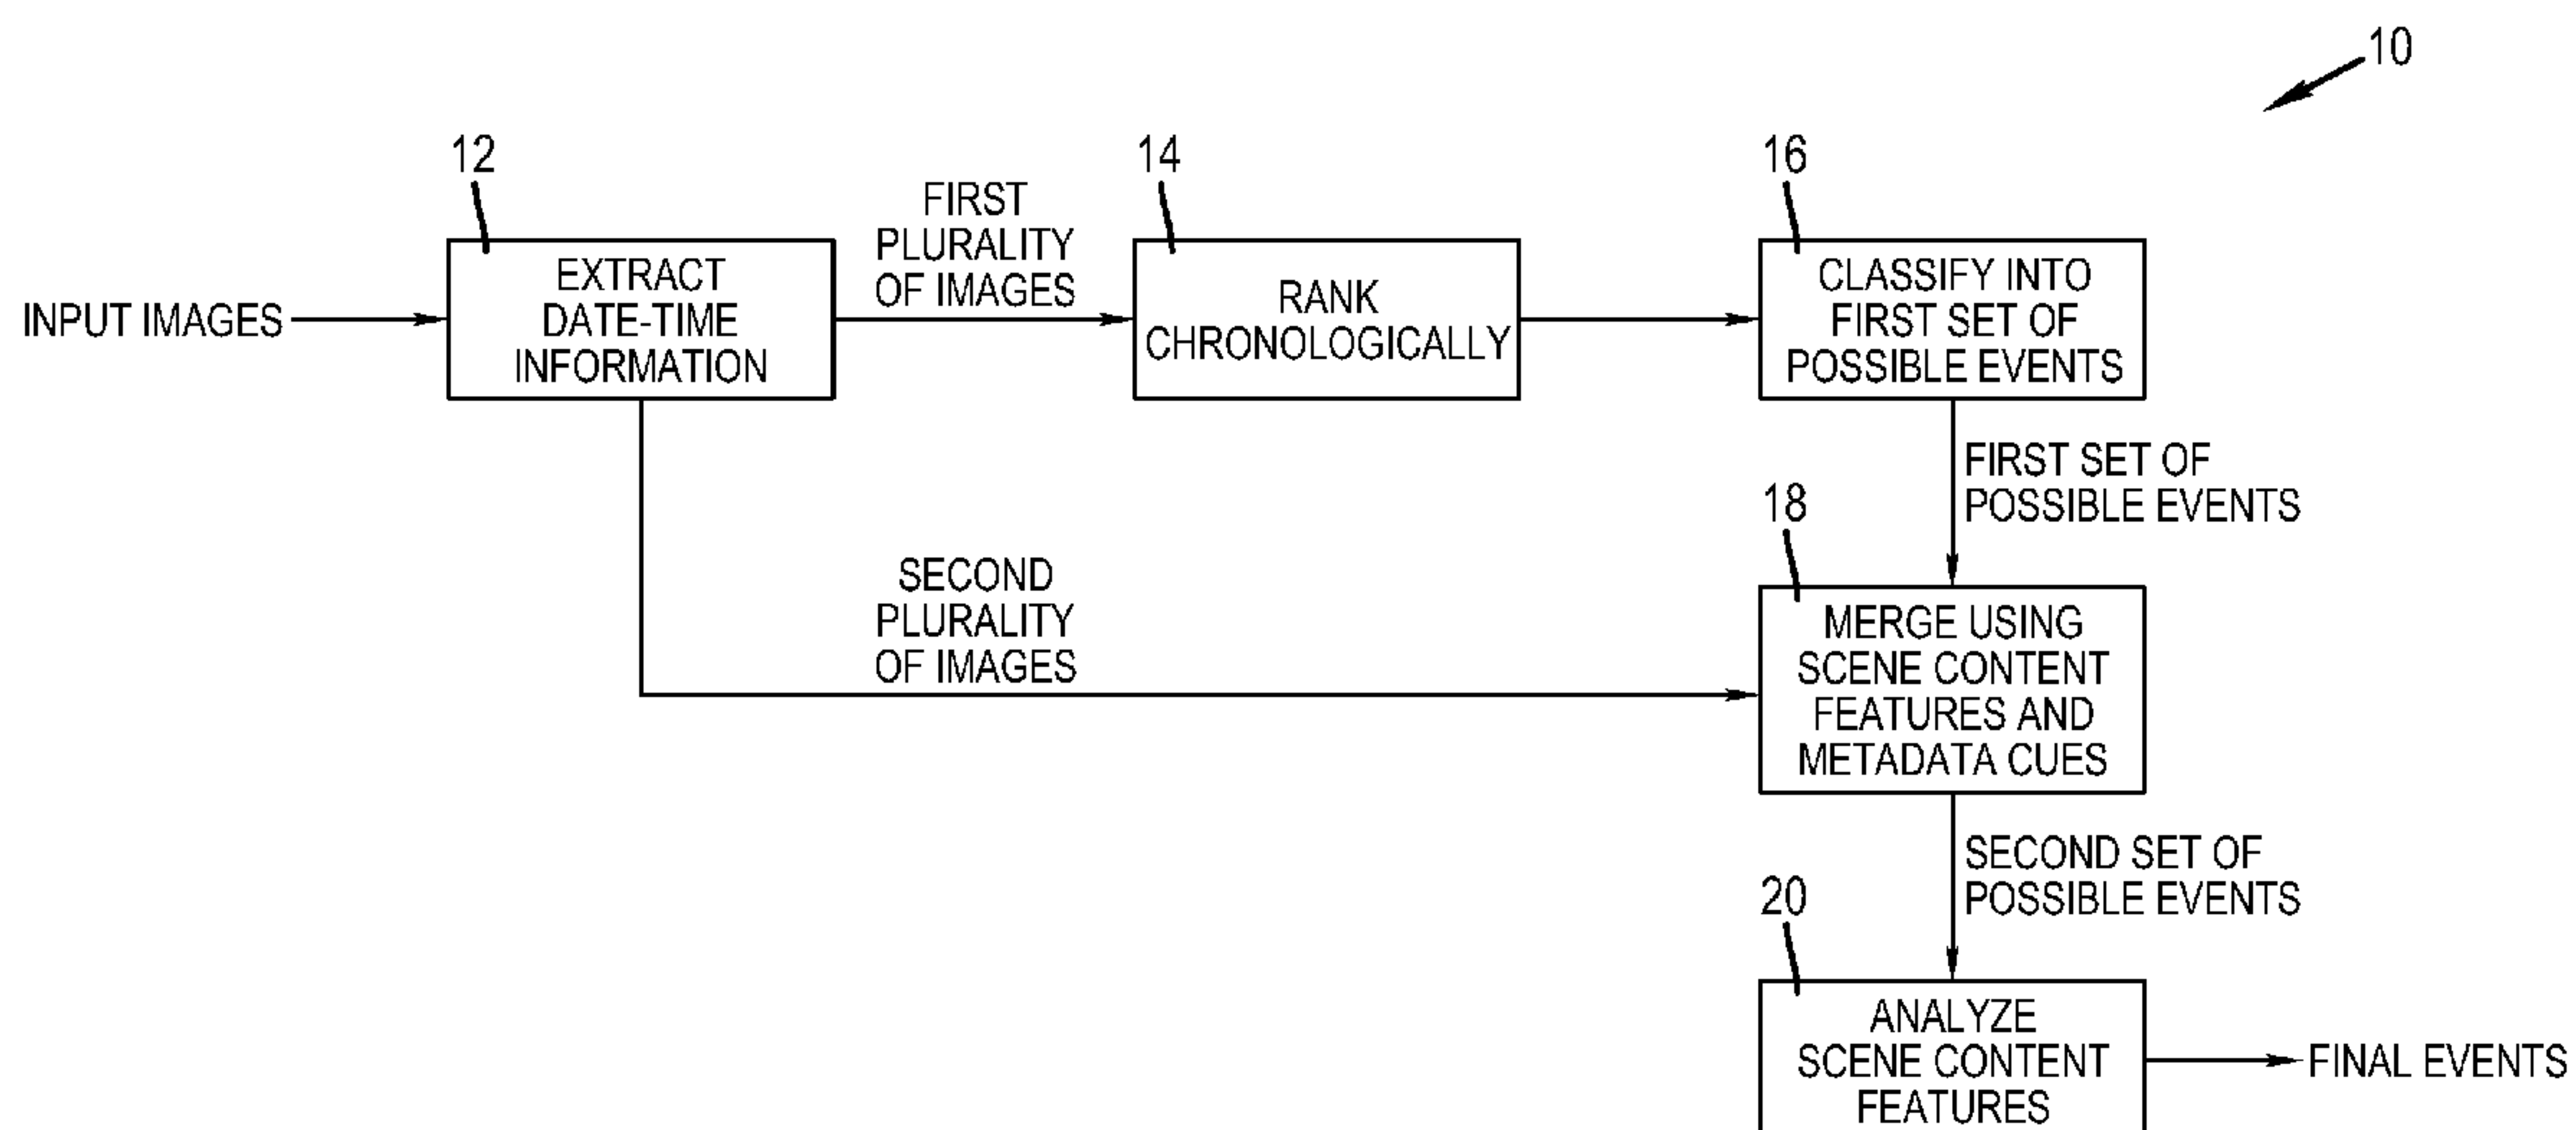 10
12
14
16
FIRST
PLURALITY
OF IMAGES
INPUT IMAGES
EXTRACT
DATE-TIME
INFORMATION
RANK
CHRONOLOGICALLY
CLASSIFY INTO
FIRST SET OF
POSSIBLE EVENTS
FIRST SET OF
POSSIBLE EVENTS
18
SECOND
PLURALITY
OF IMAGES
MERGE USING
SCENE CONTENT
FEATURES AND
METADATA CUES
SECOND SET OF
POSSIBLE EVENTS
20
ANALYZE
SCENE CONTENT
FEATURES
FINAL EVENTS